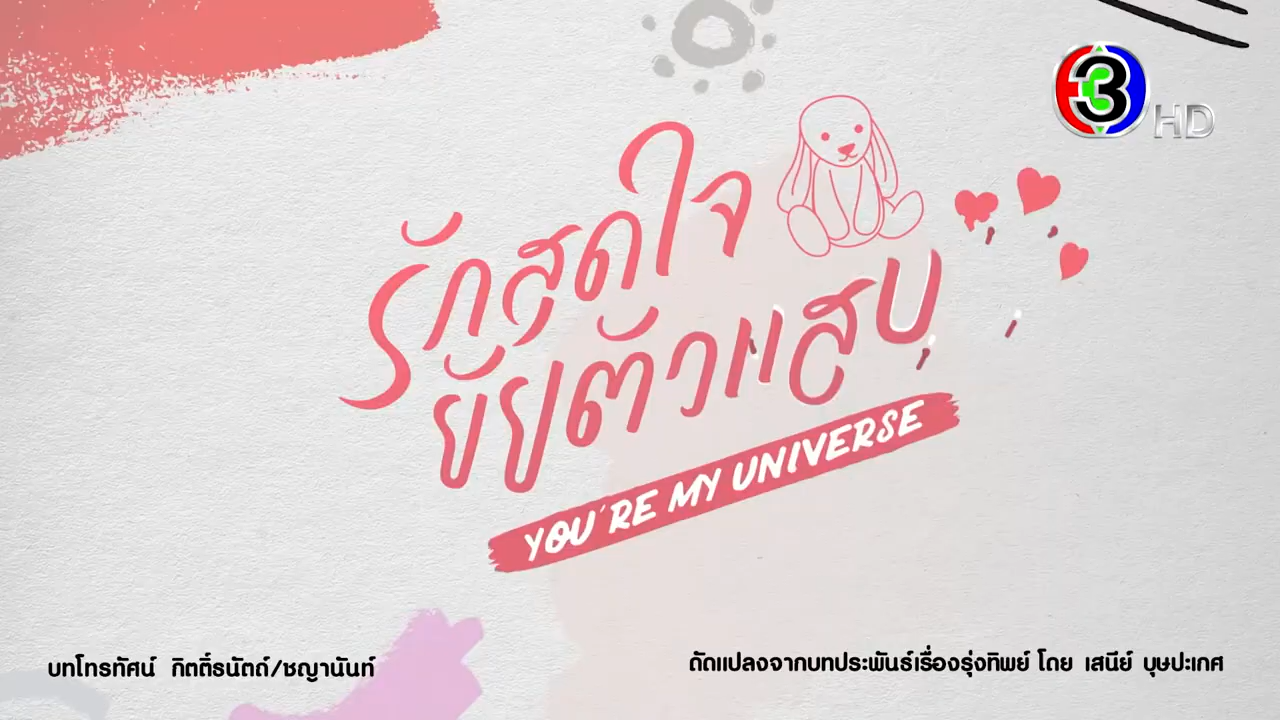 3 HD
รักสุดใจ
ยัยตัวแสบ
YOU'RE MY UNIVERSE
บทโทรทัศน์ กิตติ์ธนัตถ์/ชญานันท์
ดัดแปลงจากบทประพันธ์เรื่องรุ่งทิพย์ โดย เสนีย์ บุษปะเกศ